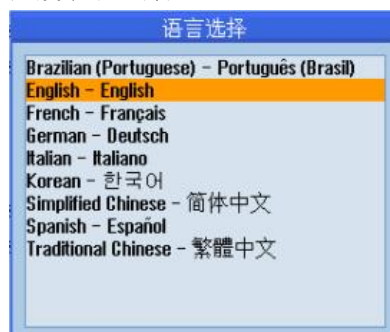 语言选择
Brazilian (Portuguese) - Português (Brasil)
English - English
French - Français
German - Deutsch
Italian - Italiano
Korean - 한국어
Simplified Chinese - 简体中文
Spanish - Español
Traditional Chinese - 繁體中文